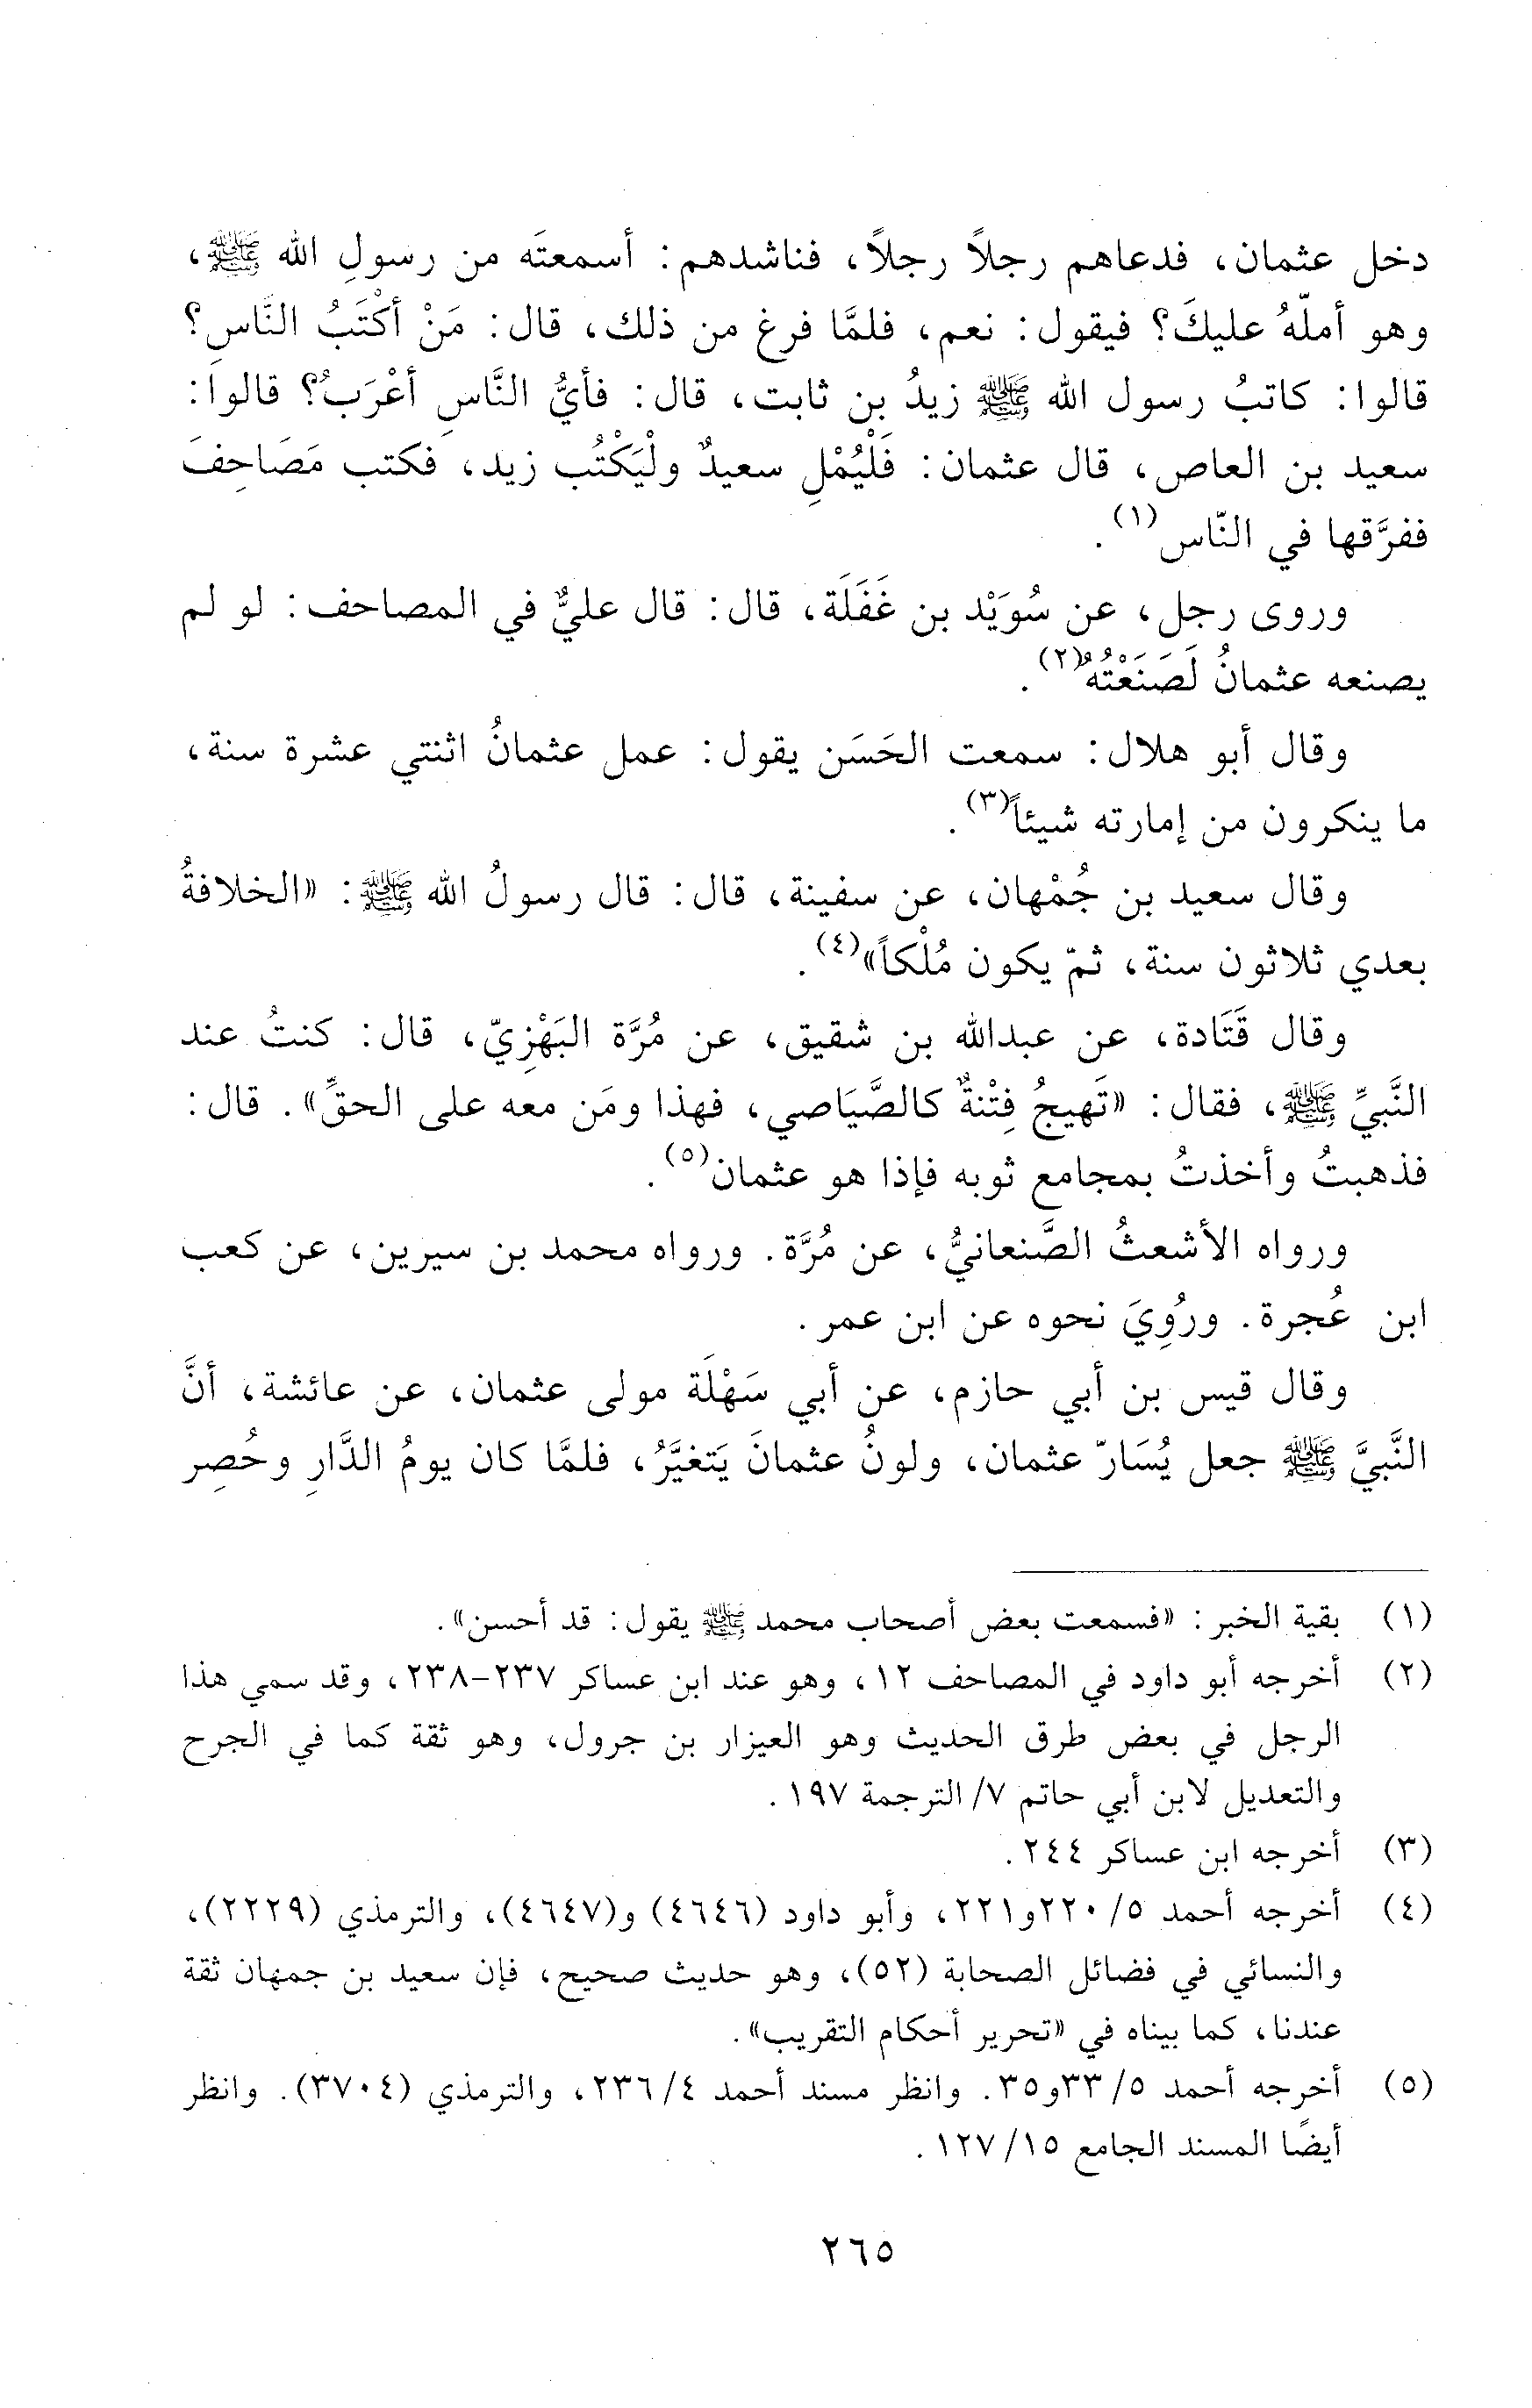 دخل عثمان، فدعاهم رجلاً رجلاً، فناشدهم: أسمعتَه من رسولِ الله ﷺ،
وهو أملّهُ عليكَ؟ فيقول: نعم، فلمَّا فرغ من ذلك، قال: مَنْ أكْتَبُ النَّاسِ؟
قالوا: كاتبُ رسول الله ﷺ زيدُ بن ثابت، قال: فأيُّ النَّاسِ أعْرَبُ؟ قالوا:
سعيد بن العاص، قال عثمان: فَلْيُمْلِ سعيدٌ ولْيَكْتُب زيد، فكتب مَصَاحِفَ
ففرَّقها في النّاس(١).
وروى رجل، عن سُوَيْد بن غَفَلَة، قال: قال عليٌّ في المصاحف: لو لم
يصنعه عثمانُ لَصَنَعْتُهُ(٢).
وقال أبو هلال: سمعت الحَسَن يقول: عمل عثمانُ اثنتي عشرة سنة،
ما ينكرون من إمارته شيئاً(٣).
وقال سعيد بن جُمْهان، عن سفينة، قال: قال رسولُ الله ﷺ: «الخلافةُ
بعدي ثلاثون سنة، ثمّ يكون مُلْكاً»(٤).
وقال قَتَادة، عن عبدالله بن شقيق، عن مُرَّة البَهْزِيّ، قال: كنتُ عند
النَّبيِّ ﷺ، فقال: «تَهيجُ فِتْنةٌ كالصَّيَاصي، فهذا ومَن معه على الحقِّ». قال:
فذهبتُ وأخذتُ بمجامع ثوبه فإذا هو عثمان(٥).
ورواه الأشعثُ الصَّنعانيُّ، عن مُرَّة. ورواه محمد بن سيرين، عن كعب
ابن عُجرة. ورُوِيَ نحوه عن ابن عمر.
وقال قيس بن أبي حازم، عن أبي سَهْلَة مولى عثمان، عن عائشة، أنَّ
النَّبيَّ ﷺ جعل يُسَارّ عثمان، ولونُ عثمانَ يَتغيَّرُ، فلمَّا كان يومُ الدَّارِ وحُصِر
(١) بقية الخبر: «فسمعت بعض أصحاب محمد ﷺ يقول: قد أحسن».
(٢) أخرجه أبو داود في المصاحف ١٢، وهو عند ابن عساكر ٢٣٧-٢٣٨، وقد سمي هذا
الرجل في بعض طرق الحديث وهو العيزار بن جرول، وهو ثقة كما في الجرح
والتعديل لابن أبي حاتم ٧/ الترجمة ١٩٧.
(٣) أخرجه ابن عساكر ٢٤٤.
(٤) أخرجه أحمد ٥/ ٢٢٠و٢٢١، وأبو داود (٤٦٤٦) و(٤٦٤٧)، والترمذي (٢٢٢٩)،
والنسائي في فضائل الصحابة (٥٢)، وهو حديث صحيح، فإن سعيد بن جمهان ثقة
عندنا، كما بيناه في «تحرير أحكام التقريب».
(٥) أخرجه أحمد ٥/ ٣٣و٣٥. وانظر مسند أحمد ٤/ ٢٣٦، والترمذي (٣٧٠٤). وانظر
أيضًا المسند الجامع ١٥/ ١٢٧.
٢٦٥